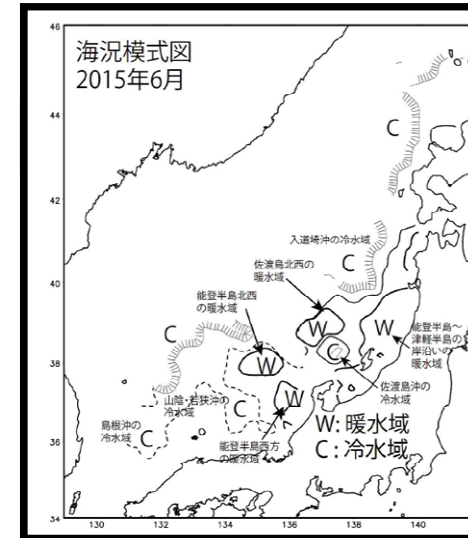 海況模式図
2015年6月
46
44
42
40
38
36
34
C
入道埼沖の冷水域
C
佐渡島北西の
暖水域
能登半島北西
の暖水域
W
W
能登半島～
津軽半島の
岸沿いの
暖水域
C
C
W
佐渡島沖の
冷水域
山陰・若狭沖の
冷水域
W
島根沖の
冷水域
C
C
能登半島西方
の暖水域
W: 暖水域
C : 冷水域
130
132
134
136
138
140